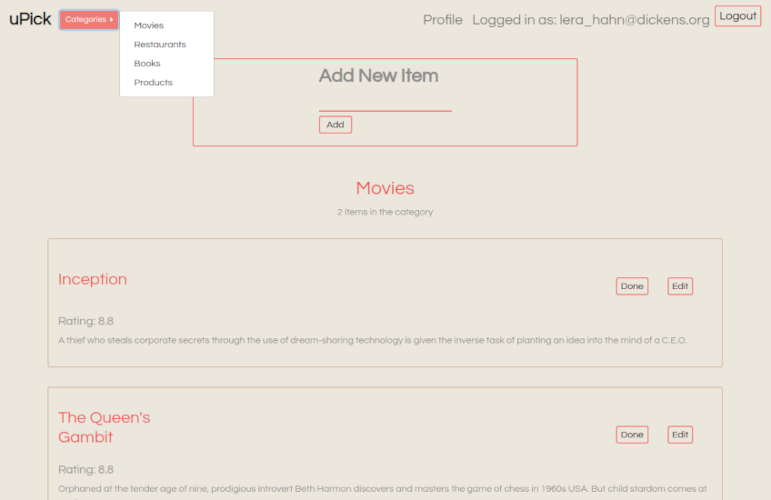 uPick Categories Profile Logged in as: lera_hahn@dickens.org Logout
Movies
Restaurants
Books
Products
Add New Item
Add
Movies
2 items in the category
Inception
Done Edit
Rating: 8.8
A thief who steals corporate secrets through the use of dream-sharing technology is given the inverse task of planting an idea into the mind of a C.E.O.
The Queen's
Gambit
Done Edit
Rating: 8.8
Orphaned at the tender age of nine, prodigious introvert Beth Harmon discovers and masters the game of chess in 1960s USA. But child stardom comes at